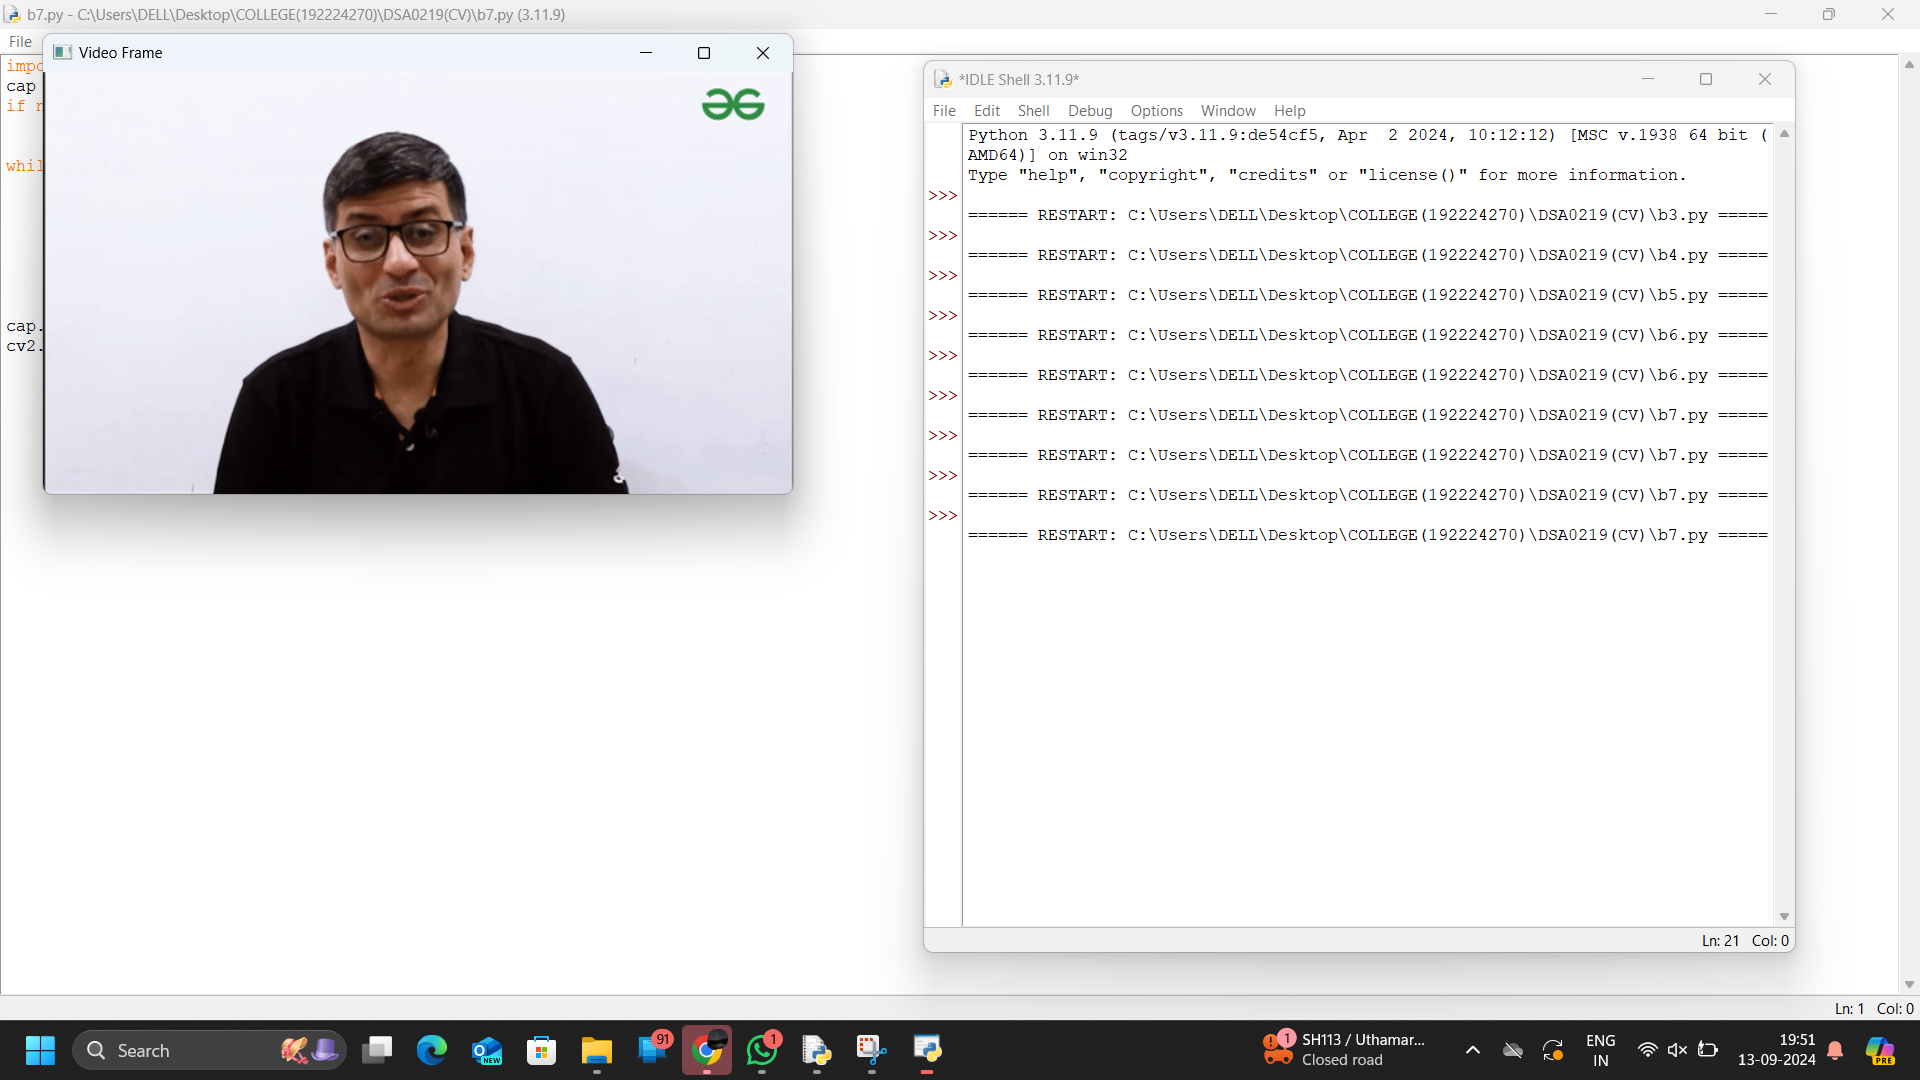 b7.py - C:\Users\DELL\Desktop\COLLEGE(192224270)\DSA0219(CV)\b7.py (3.11.9)
File
Video Frame
impo
cap
if n
whil
cap.
cv2.
*IDLE Shell 3.11.9*
File Edit Shell Debug Options Window Help
Python 3.11.9 (tags/v3.11.9:de54cf5, Apr  2 2024, 10:12:12) [MSC v.1938 64 bit (
AMD64)] on win32
Type "help", "copyright", "credits" or "license()" for more information.
>>>
====== RESTART: C:\Users\DELL\Desktop\COLLEGE(192224270)\DSA0219(CV)\b3.py =====
>>>
====== RESTART: C:\Users\DELL\Desktop\COLLEGE(192224270)\DSA0219(CV)\b4.py =====
>>>
====== RESTART: C:\Users\DELL\Desktop\COLLEGE(192224270)\DSA0219(CV)\b5.py =====
>>>
====== RESTART: C:\Users\DELL\Desktop\COLLEGE(192224270)\DSA0219(CV)\b6.py =====
>>>
====== RESTART: C:\Users\DELL\Desktop\COLLEGE(192224270)\DSA0219(CV)\b6.py =====
>>>
====== RESTART: C:\Users\DELL\Desktop\COLLEGE(192224270)\DSA0219(CV)\b7.py =====
>>>
====== RESTART: C:\Users\DELL\Desktop\COLLEGE(192224270)\DSA0219(CV)\b7.py =====
>>>
====== RESTART: C:\Users\DELL\Desktop\COLLEGE(192224270)\DSA0219(CV)\b7.py =====
>>>
====== RESTART: C:\Users\DELL\Desktop\COLLEGE(192224270)\DSA0219(CV)\b7.py =====
Ln: 21 Col: 0
Ln: 1 Col: 0
Search
NEW
91
1
1
SH113 / Uthamar...
Closed road
ENG
IN
19:51
13-09-2024
PRE